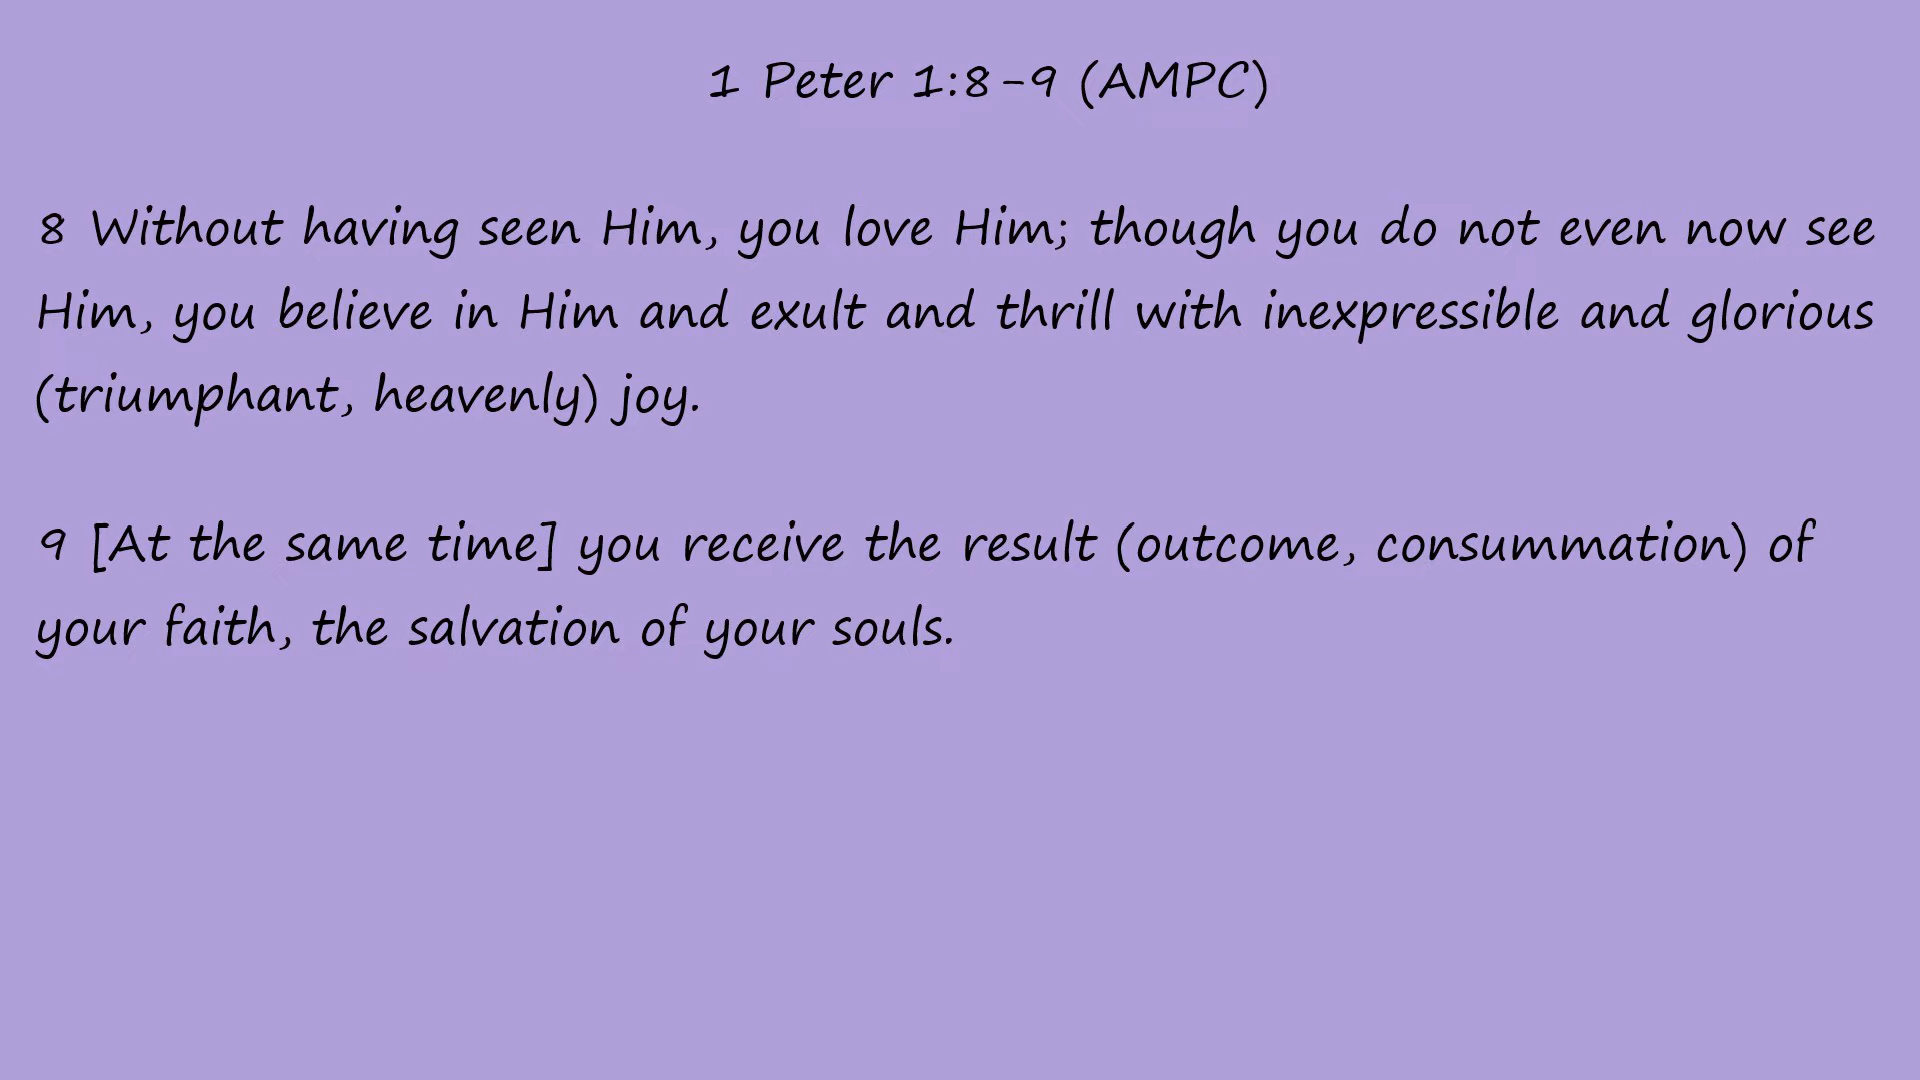 1 Peter 1:8-9 (AMPC)
8 Without having seen Him, you love Him; though you do not even now see
Him, you believe in Him and exult and thrill with inexpressible and glorious
(triumphant, heavenly) joy.
9 [At the same time] you receive the result (outcome, consummation) of
your faith, the salvation of your souls.